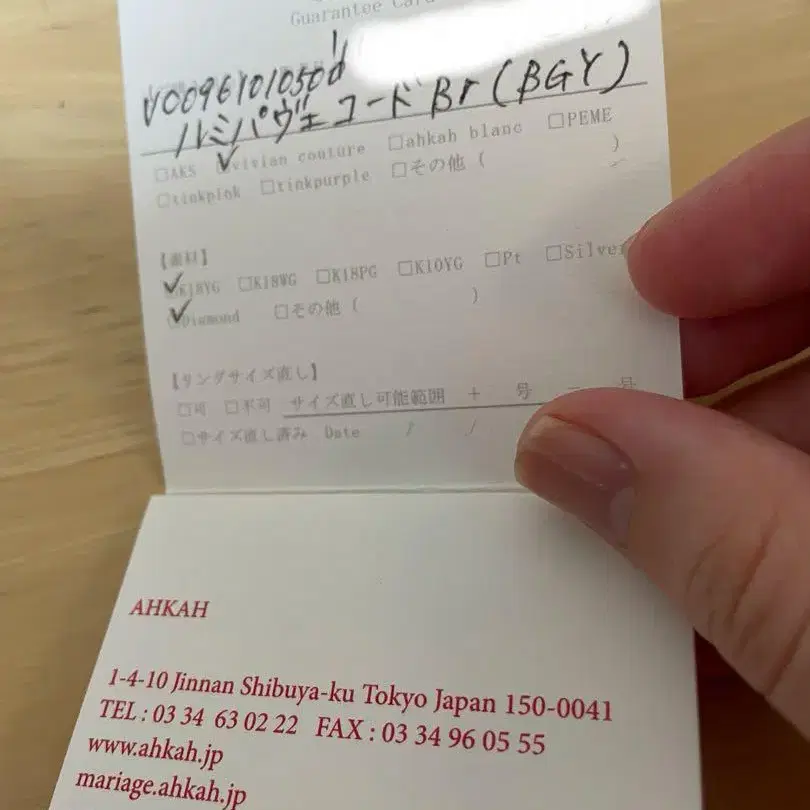 Guarantee Card
VC0961010500
ハミパヴェコードBr(BGY)
□AKS ☑vivian couture □ahkah blanc □PEME
□tinkpink □tinkpurple □その他 ( )
【素材】
☑K18YG □K18WG □K18PG □K10YG □Pt □Silver
☑Diamond □その他 ( )
【リングサイズ直し】
□可 □不可 サイズ直し可能範囲 + 号 － 号
□サイズ直し済み Date / /
AHKAH
1-4-10 Jinnan Shibuya-ku Tokyo Japan 150-0041
TEL : 03 34 63 02 22 FAX : 03 34 96 05 55
www.ahkah.jp
mariage.ahkah.jp